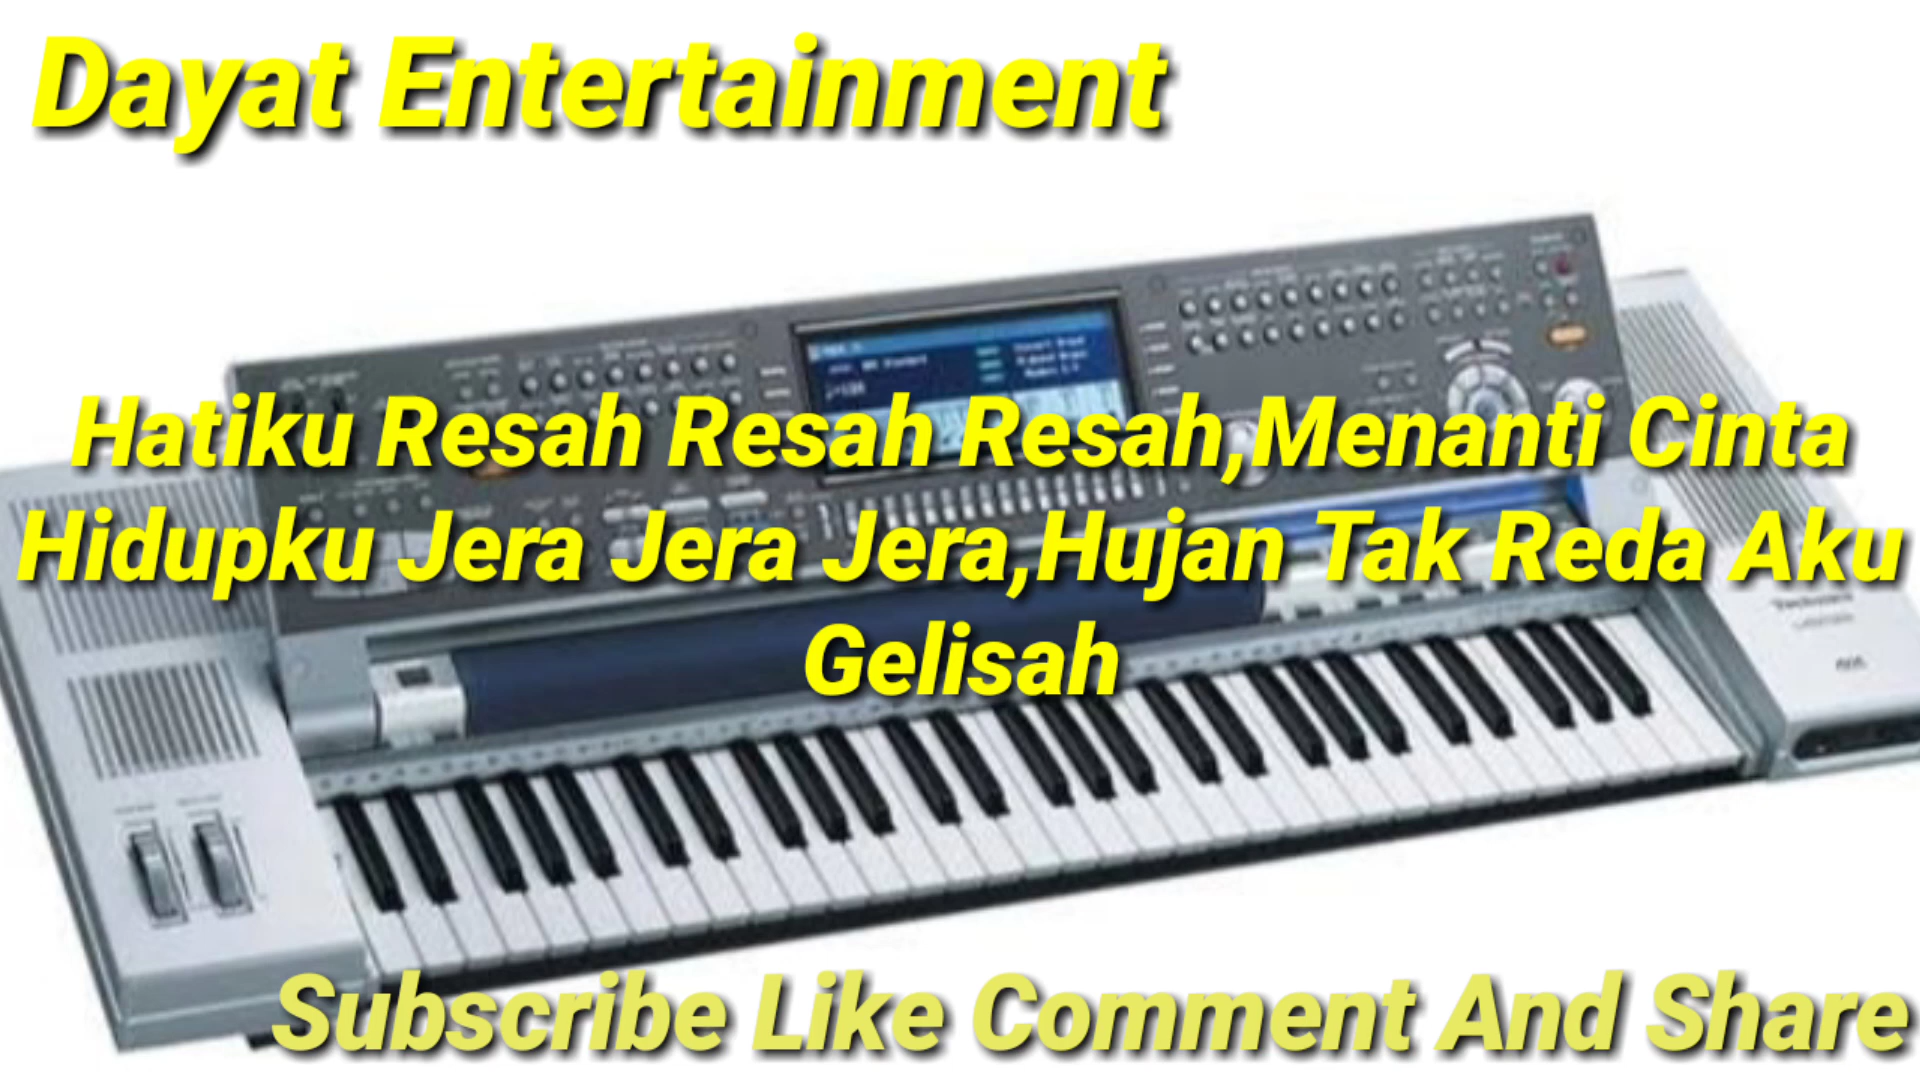 Dayat Entertainment
Hatiku Resah Resah Resah,Menanti Cinta
Hidupku Jera Jera Jera,Hujan Tak Reda Aku
Gelisah
Subscribe Like Comment And Share